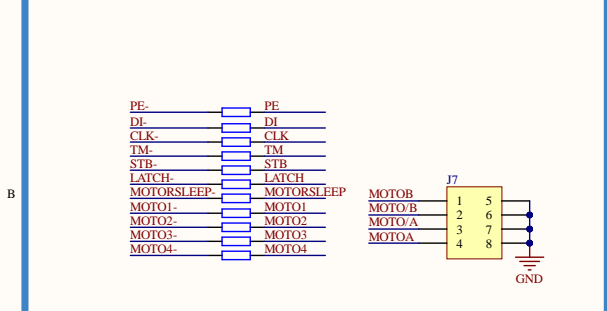 PE- PE
DI- DI
CLK- CLK
TM- TM
STB- STB
LATCH- LATCH
MOTORSLEEP- MOTORSLEEP
MOTO1- MOTO1
MOTO2- MOTO2
MOTO3- MOTO3
MOTO4- MOTO4
B
J7
MOTOB 1 5
MOTO/B 2 6
MOTO/A 3 7
MOTOA 4 8
GND